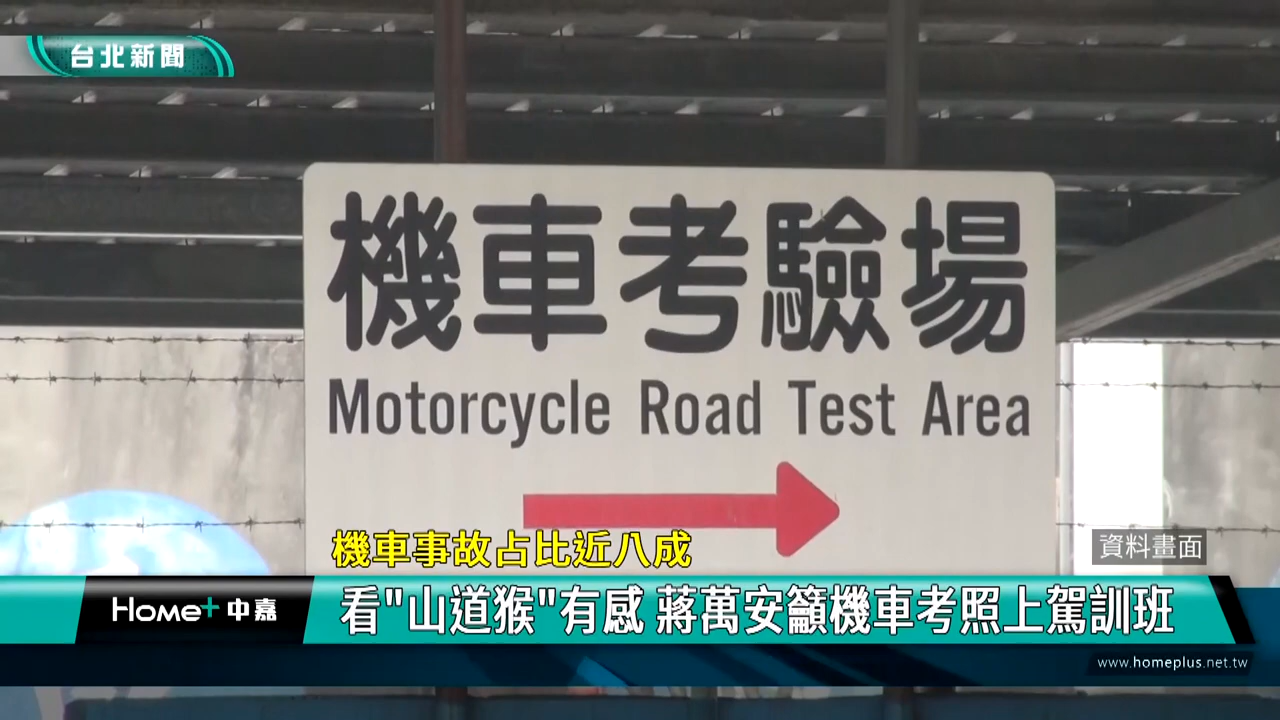 台北新聞
機車考驗場
Motorcycle Road Test Area
機車事故占比近八成
資料畫面
Home+中嘉
看"山道猴"有感 蔣萬安籲機車考照上駕訓班
www.homeplus.net.tw